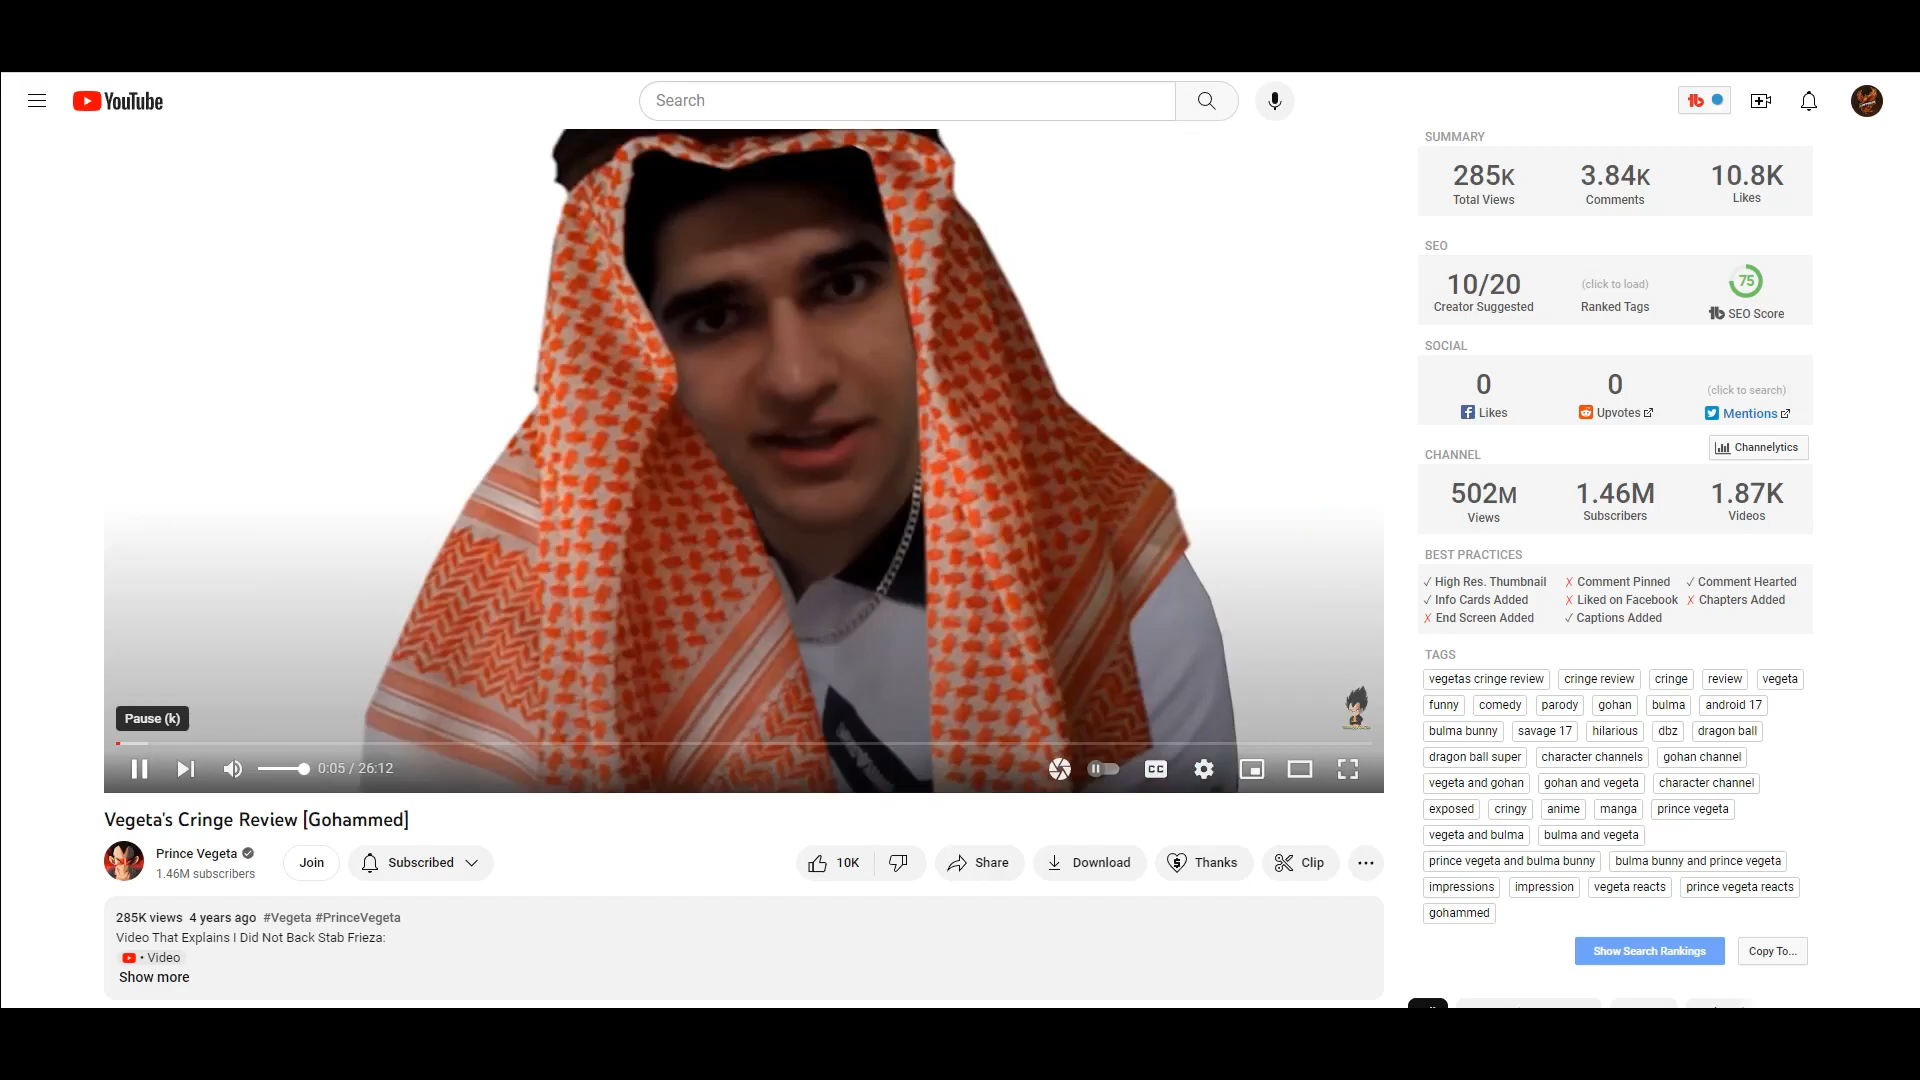 YouTube
Search
Pause (k)
0:05 / 26:12
CC
Vegeta's Cringe Review [Gohammed]
Prince Vegeta
1.46M subscribers
Join
Subscribed
10K
Share
Download
Thanks
Clip
285K views 4 years ago #Vegeta #PrinceVegeta
Video That Explains I Did Not Back Stab Frieza:
• Video
Show more
SUMMARY
285K 3.84K 10.8K
Total Views Comments Likes
SEO
10/20 (click to load) 75
Creator Suggested Ranked Tags tb SEO Score
SOCIAL
0 0 (click to search)
Likes Upvotes Mentions
Channelytics
CHANNEL
502M 1.46M 1.87K
Views Subscribers Videos
BEST PRACTICES
✓ High Res. Thumbnail ✗ Comment Pinned ✓ Comment Hearted
✓ Info Cards Added ✗ Liked on Facebook ✗ Chapters Added
✗ End Screen Added ✓ Captions Added
TAGS
vegetas cringe review cringe review cringe review vegeta
funny comedy parody gohan bulma android 17
bulma bunny savage 17 hilarious dbz dragon ball
dragon ball super character channels gohan channel
vegeta and gohan gohan and vegeta character channel
exposed cringy anime manga prince vegeta
vegeta and bulma bulma and vegeta
prince vegeta and bulma bunny bulma bunny and prince vegeta
impressions impression vegeta reacts prince vegeta reacts
gohammed
Show Search Rankings Copy To...